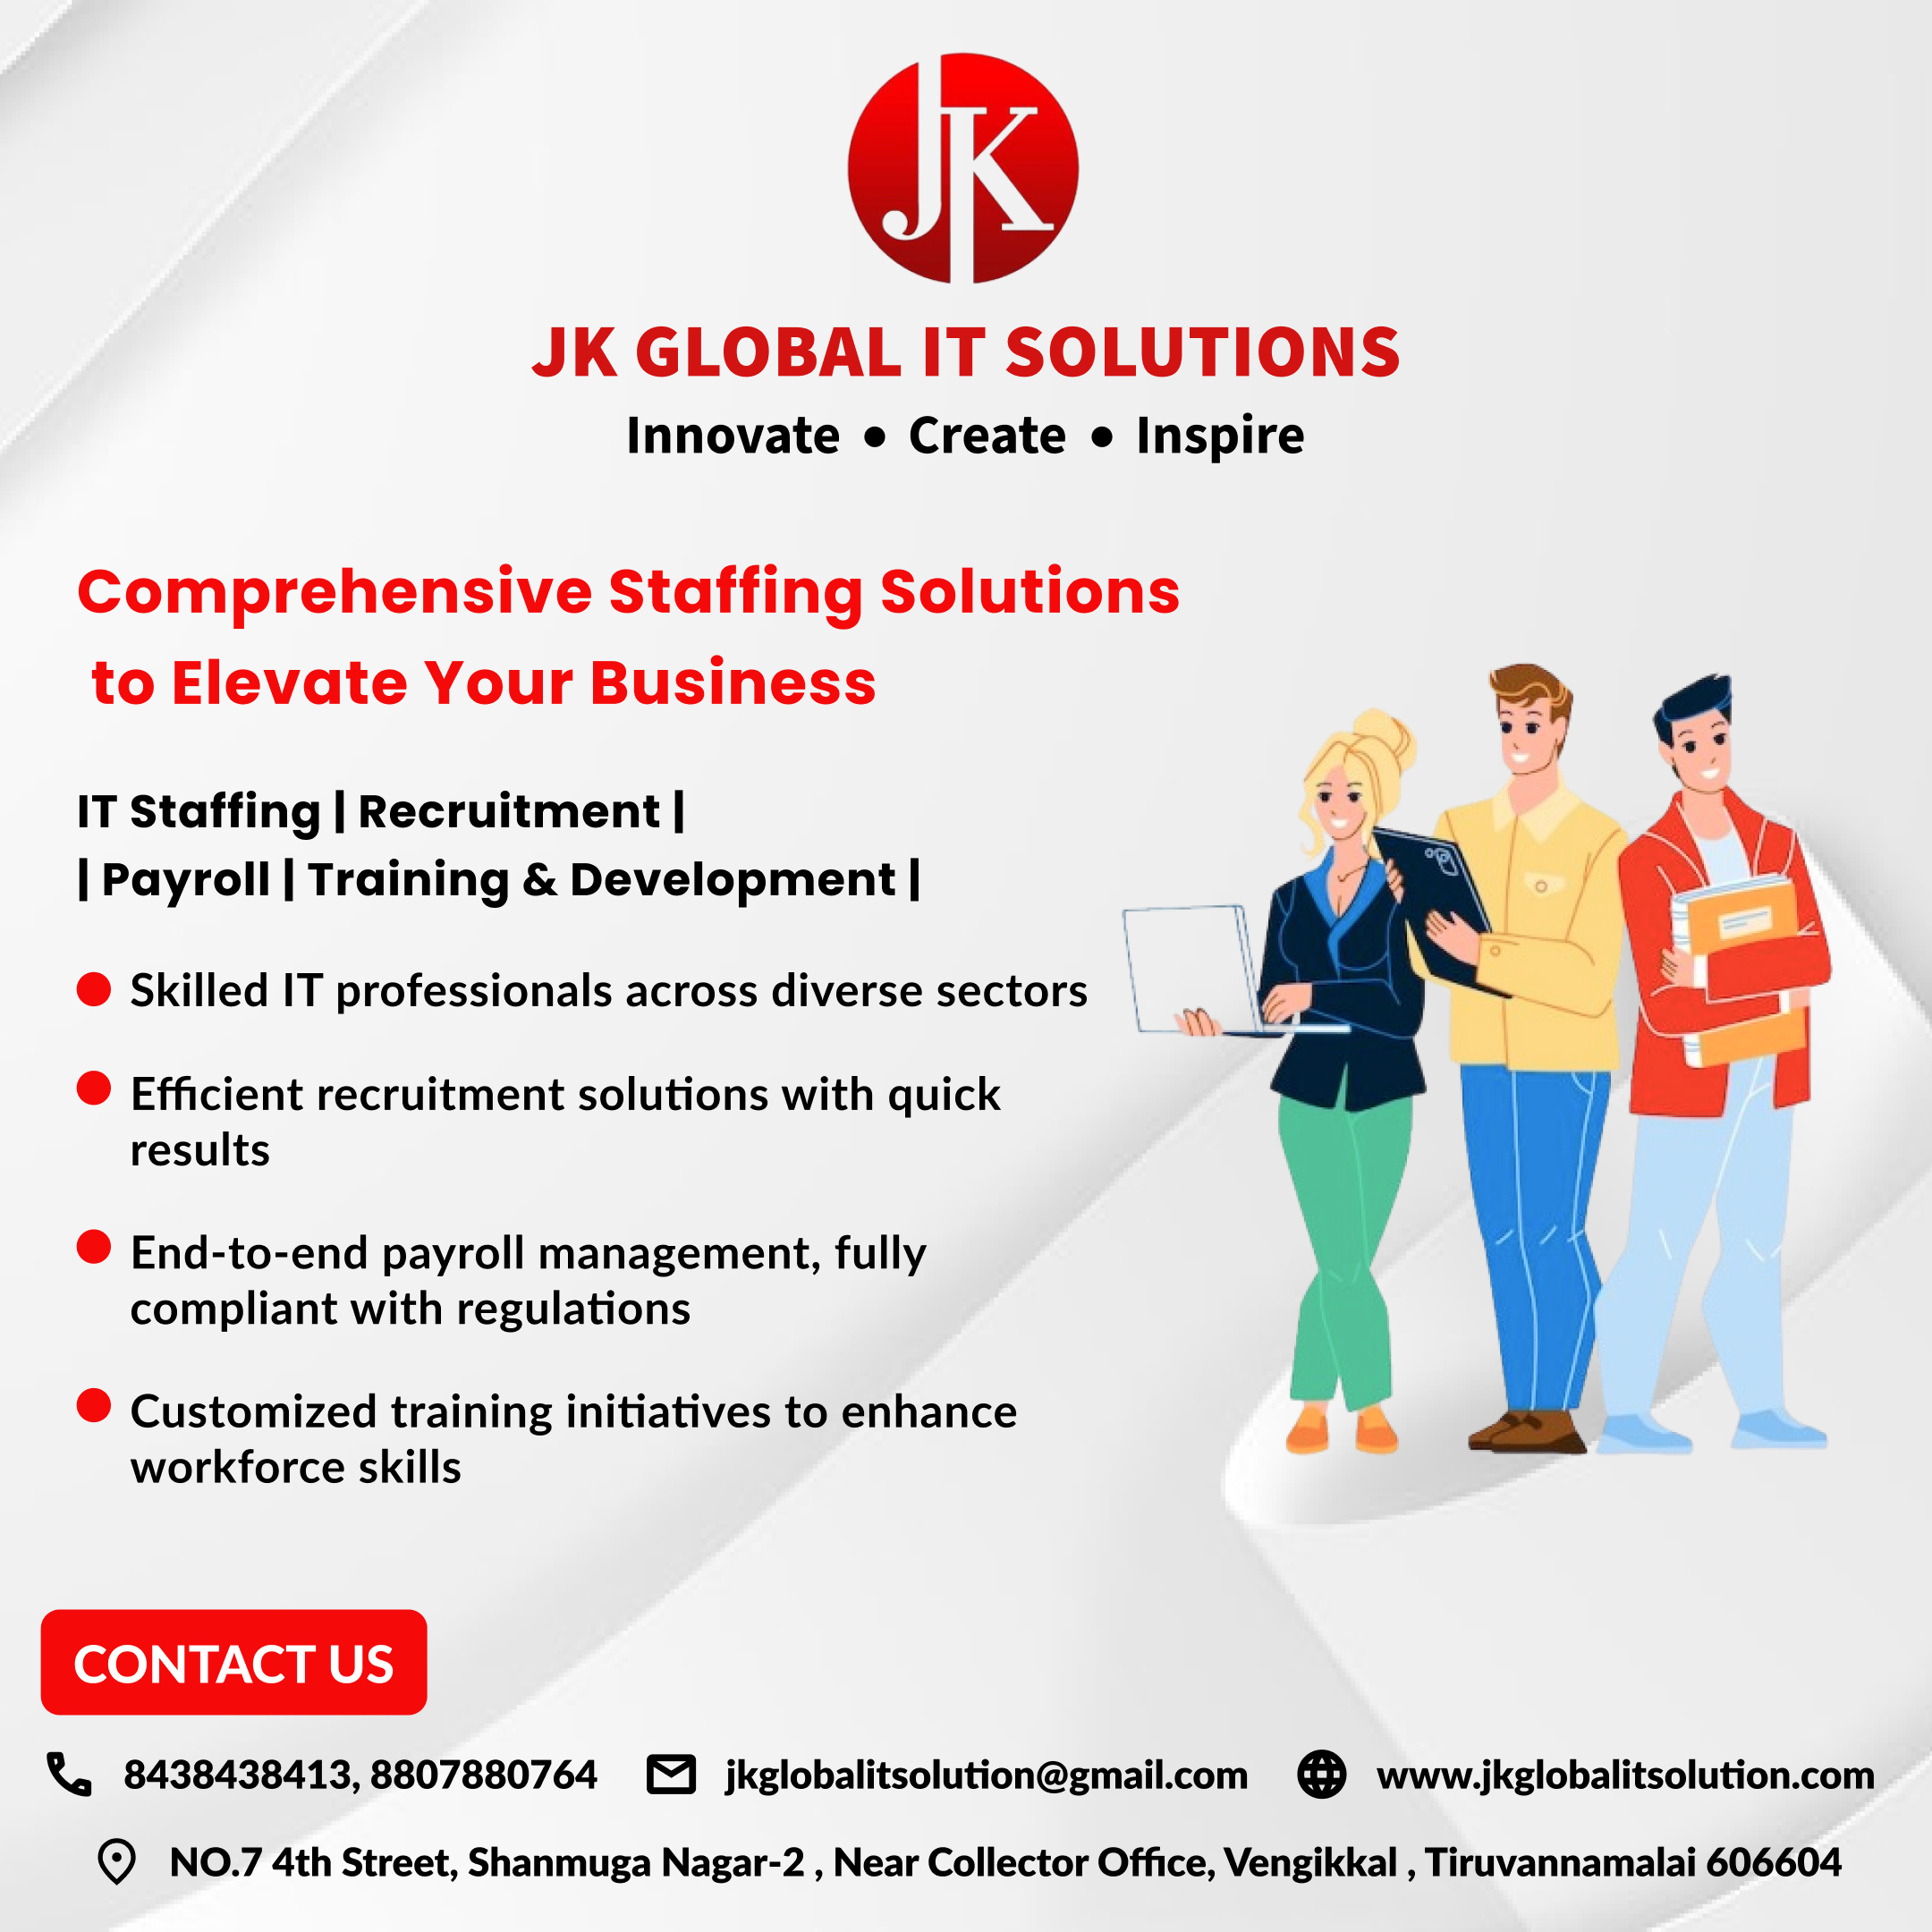 JK
JK GLOBAL IT SOLUTIONS
Innovate • Create • Inspire
Comprehensive Staffing Solutions
to Elevate Your Business
IT Staffing | Recruitment |
| Payroll | Training & Development |
● Skilled IT professionals across diverse sectors
● Efficient recruitment solutions with quick
results
● End-to-end payroll management, fully
compliant with regulations
● Customized training initiatives to enhance
workforce skills
CONTACT US
8438438413, 8807880764 jkglobalitsolution@gmail.com www.jkglobalitsolution.com
NO.7 4th Street, Shanmuga Nagar-2 , Near Collector Office, Vengikkal , Tiruvannamalai 606604